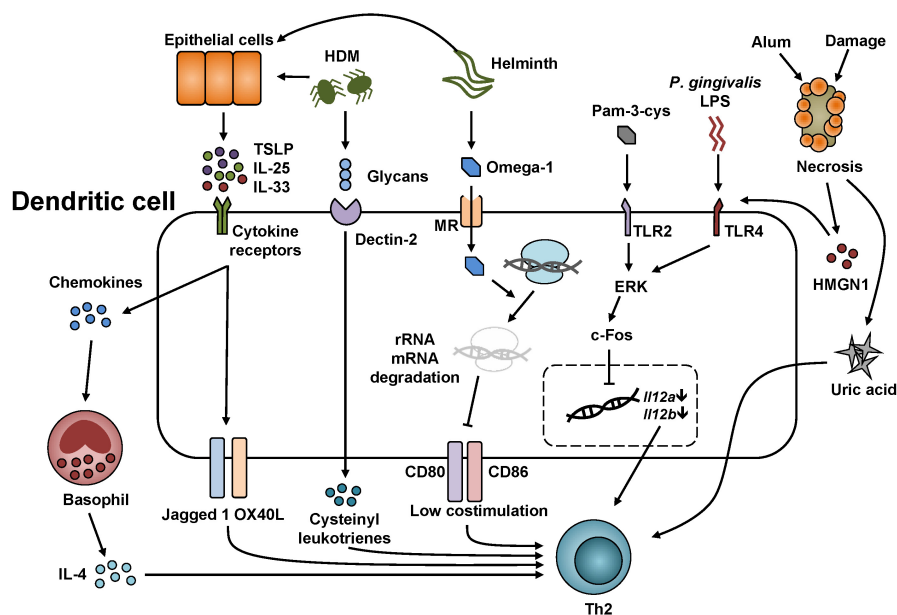 Epithelial cells
HDM
Helminth
Alum
Damage
P. gingivalis
LPS
Pam-3-cys
TSLP
IL-25
IL-33
Glycans
Omega-1
Necrosis
Dendritic cell
Cytokine
receptors
Dectin-2
MR
TLR2
TLR4
HMGN1
Chemokines
ERK
c-Fos
rRNA
mRNA
degradation
Il12a
Il12b
Uric acid
Basophil
Jagged 1 OX40L
Cysteinyl
leukotrienes
CD80
CD86
Low costimulation
IL-4
Th2